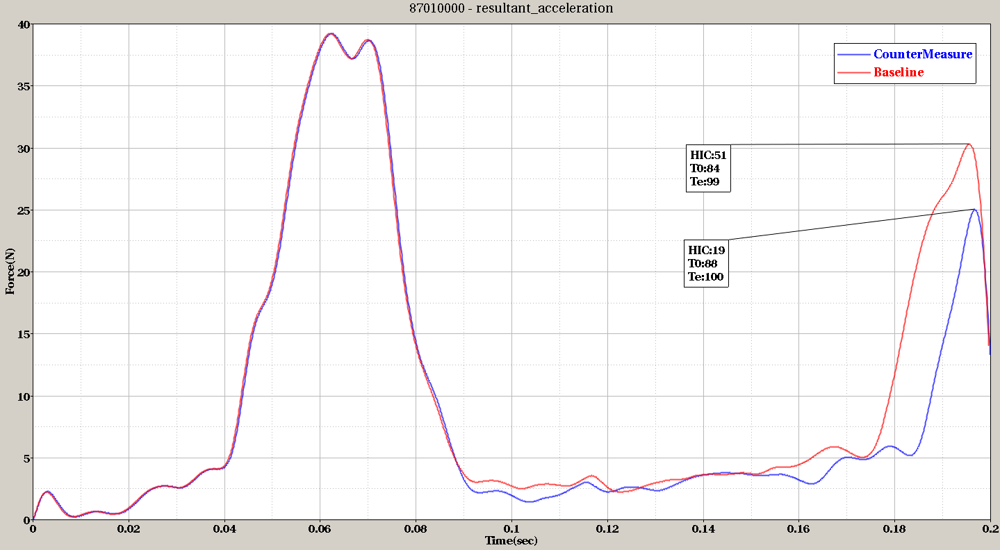 87010000 - resultant_acceleration
40
35
30
25
20
15
10
5
0
Force(N)
CounterMeasure
Baseline
HIC:51
T0:84
Te:99
HIC:19
T0:88
Te:100
0
0.02
0.04
0.06
0.08
0.1
0.12
0.14
0.16
0.18
0.2
Time(sec)